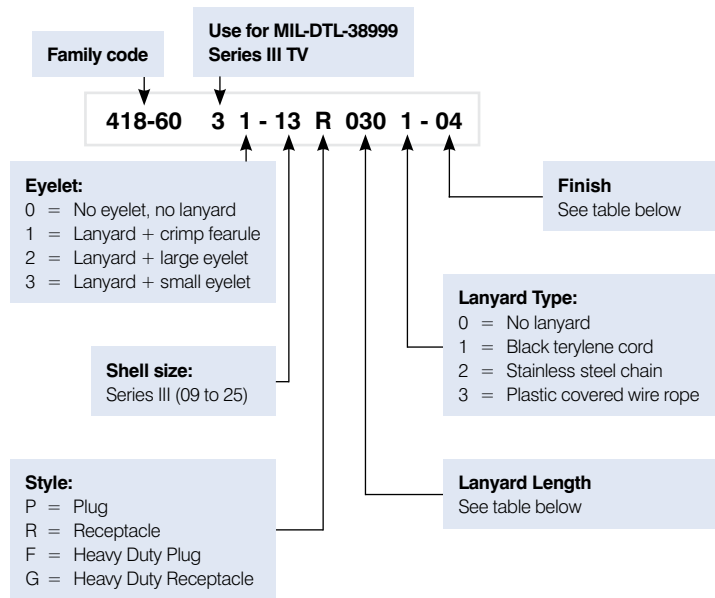 Family code
Use for MIL-DTL-38999
Series III TV
418-60 3 1 - 13 R 030 1 - 04
Eyelet:
0 = No eyelet, no lanyard
1 = Lanyard + crimp fearule
2 = Lanyard + large eyelet
3 = Lanyard + small eyelet
Finish
See table below
Lanyard Type:
0 = No lanyard
1 = Black terylene cord
2 = Stainless steel chain
3 = Plastic covered wire rope
Shell size:
Series III (09 to 25)
Style:
P = Plug
R = Receptacle
F = Heavy Duty Plug
G = Heavy Duty Receptacle
Lanyard Length
See table below